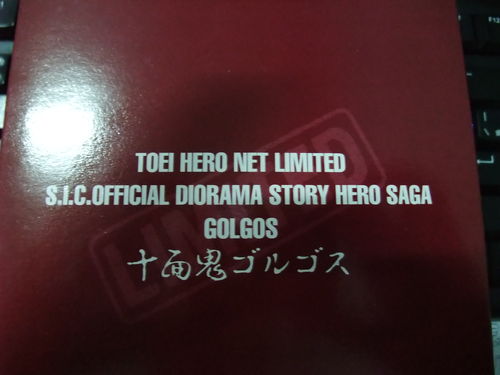 TOEI HERO NET LIMITED
S.I.C.OFFICIAL DIORAMA STORY HERO SAGA
GOLGOS
十面鬼ゴルゴス
LIMITED